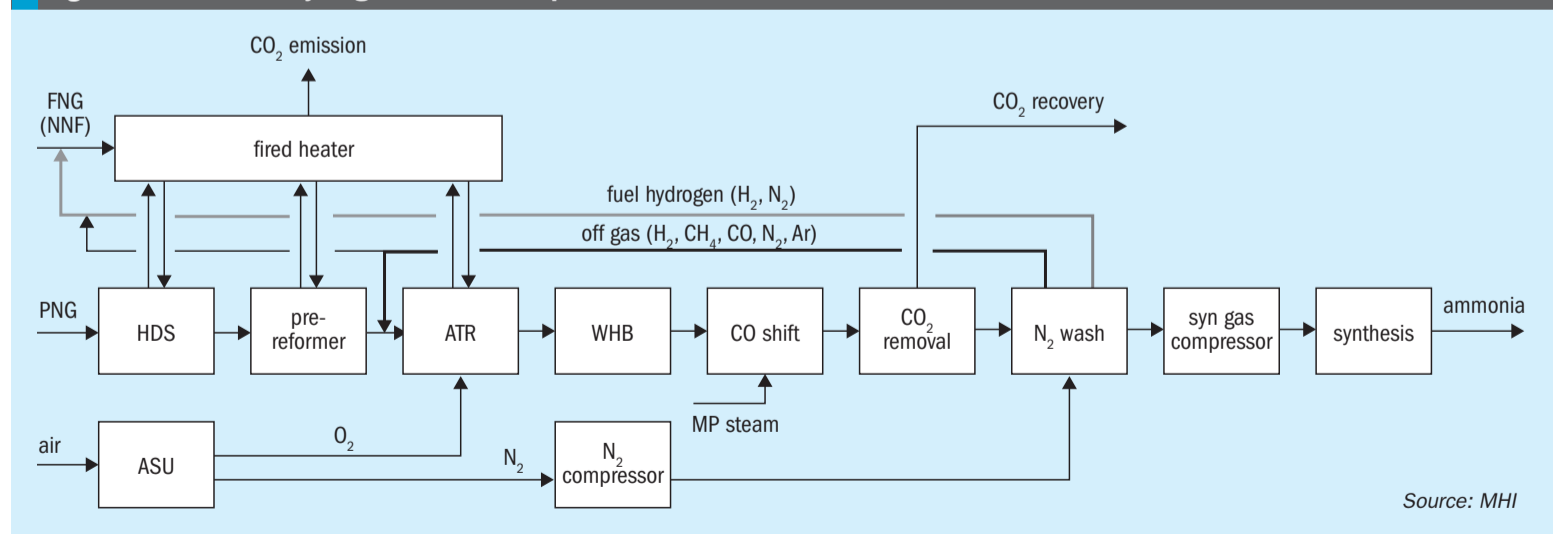 CO₂ emission
FNG
(NNF)
CO₂ recovery
fired heater
fuel hydrogen (H₂, N₂)
off gas (H₂, CH₄, CO, N₂, Ar)
PNG
HDS
pre-
reformer
ATR
WHB
CO shift
CO₂
removal
N₂ wash
syn gas
compressor
synthesis
ammonia
MP steam
air
ASU
O₂
N₂
N₂
compressor
Source: MHI